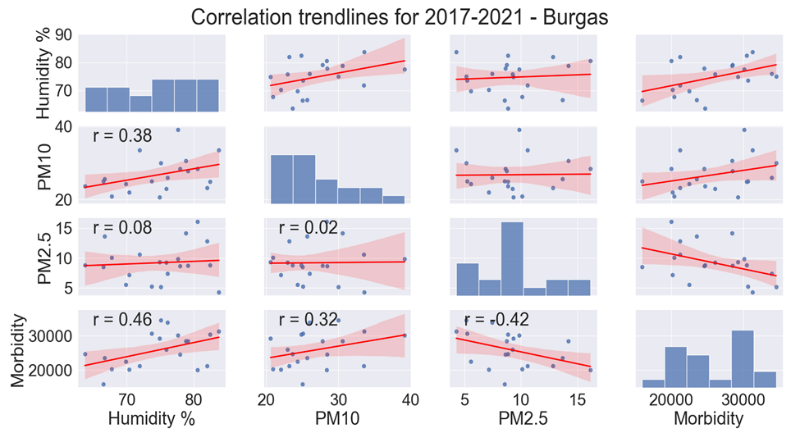 Correlation trendlines for 2017-2021 - Burgas
Humidity %
90
80
70
PM10
40
20
r = 0.38
PM2.5
15
10
5
r = 0.08
r = 0.02
Morbidity
30000
20000
r = 0.46
r = 0.32
r = -0.42
70 80
20 30 40
5 10 15
20000 30000
Humidity % PM10 PM2.5 Morbidity